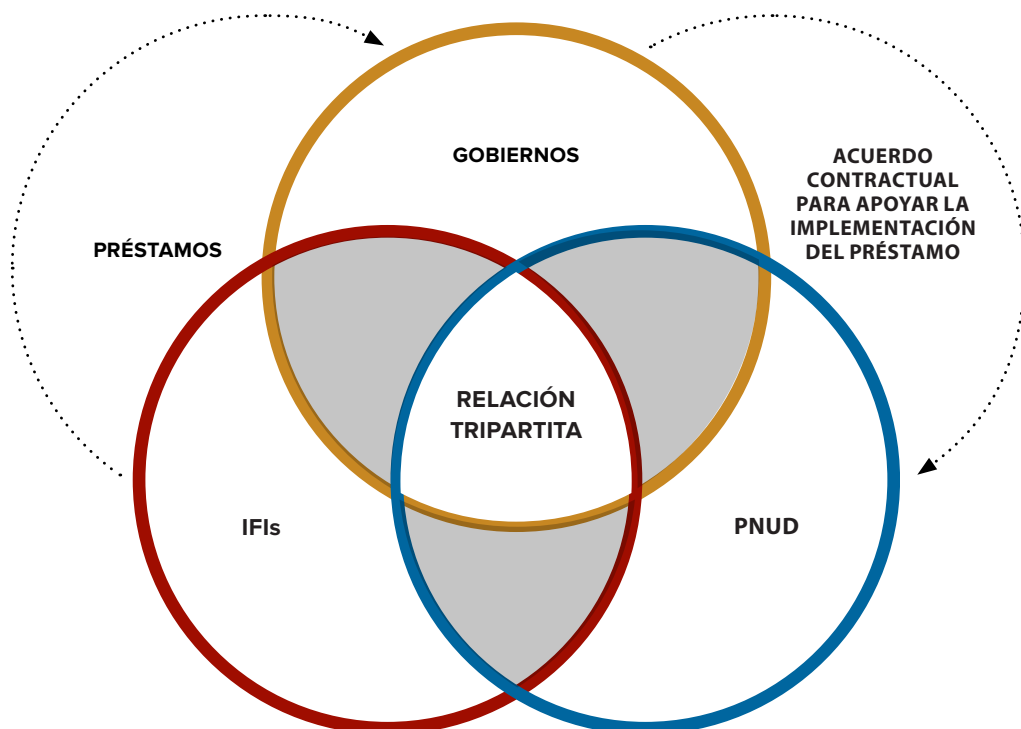 GOBIERNOS
PRÉSTAMOS
ACUERDO
CONTRACTUAL
PARA APOYAR LA
IMPLEMENTACIÓN
DEL PRÉSTAMO
RELACIÓN
TRIPARTITA
IFIs
PNUD